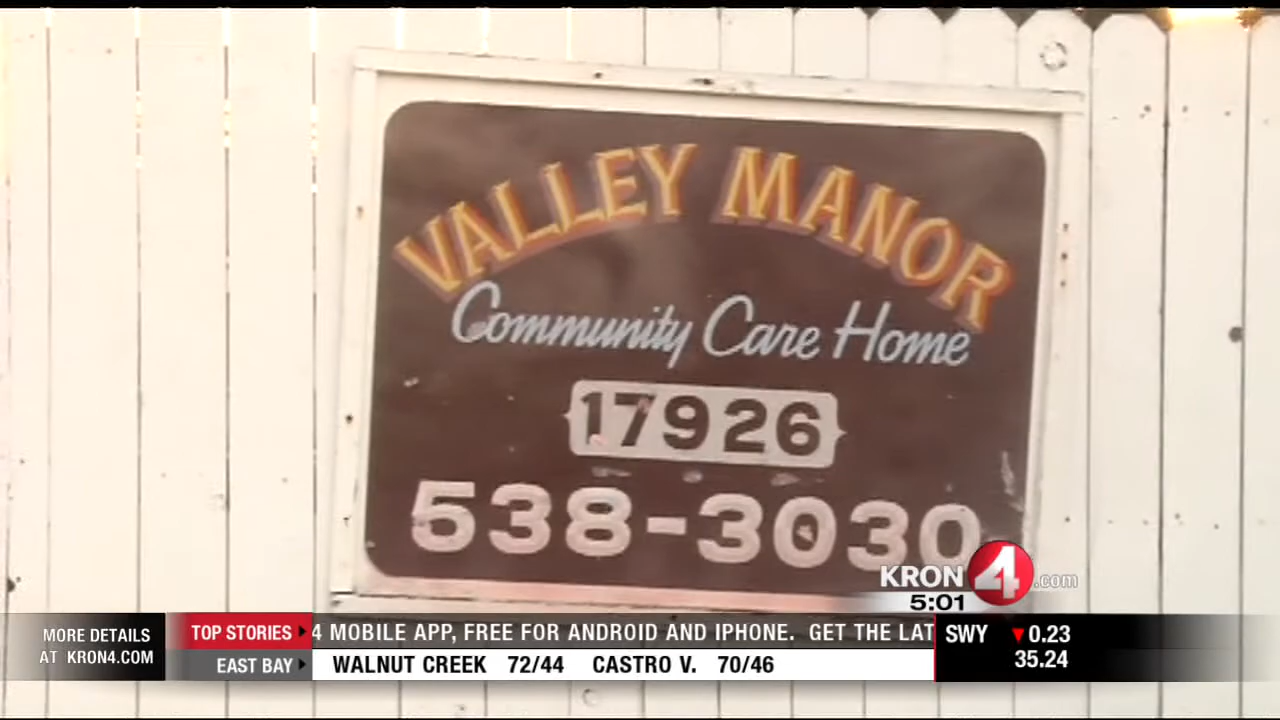 VALLEY MANOR
Community Care Home
17926
538-3030
KRON 4.com
5:01
MORE DETAILS
AT KRON4.COM
TOP STORIES
4 MOBILE APP, FREE FOR ANDROID AND IPHONE. GET THE LAT
EAST BAY
WALNUT CREEK 72/44 CASTRO V. 70/46
SWY 0.23
35.24